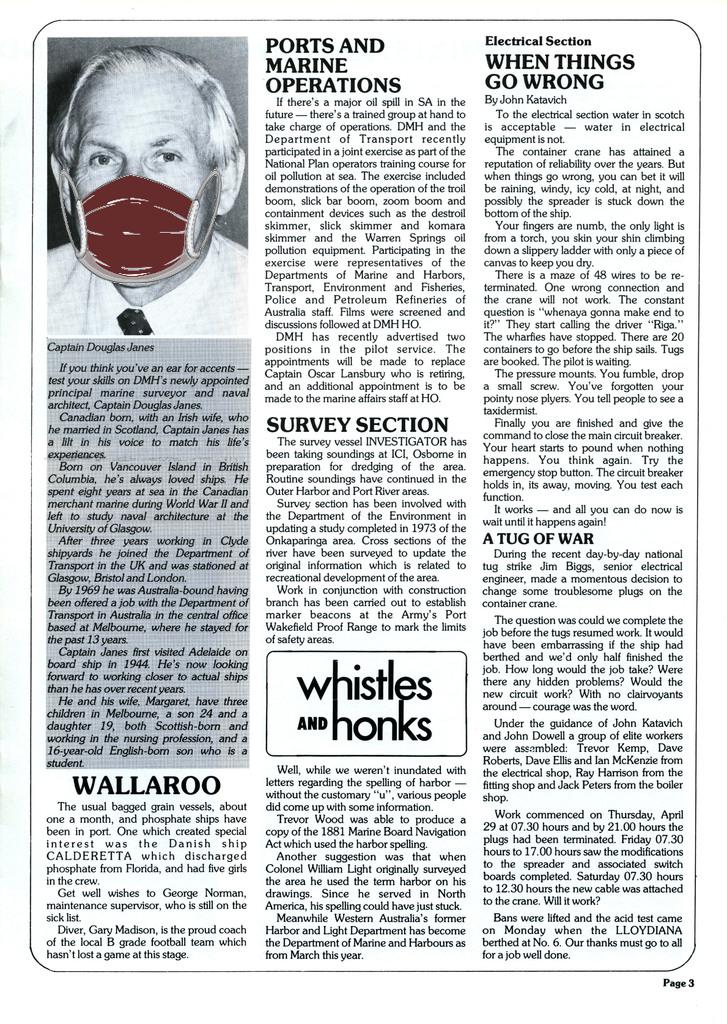 Captain Douglas Janes
If you think you've an ear for accents —
test your skills on DMH's newly appointed
principal marine surveyor and naval
architect, Captain Douglas Janes.
Canadian born, with an Irish wife, who
he married in Scotland, Captain Janes has
a lilt in his voice to match his life's
experiences.
Born on Vancouver Island in British
Columbia, he's always loved ships. He
spent eight years at sea in the Canadian
merchant marine during World War II and
left to study naval architecture at the
University of Glasgow.
After three years working in Clyde
shipyards he joined the Department of
Transport in the UK and was stationed at
Glasgow, Bristol and London.
By 1969 he was Australia-bound having
been offered a job with the Department of
Transport in Australia in the central office
based at Melbourne, where he stayed for
the past 13 years.
Captain Janes first visited Adelaide on
board ship in 1944. He's now looking
forward to working closer to actual ships
than he has over recent years.
He and his wife, Margaret, have three
children in Melbourne, a son 24 and a
daughter 19, both Scottish-born and
working in the nursing profession, and a
16-year-old English-born son who is a
student.
WALLAROO
The usual bagged grain vessels, about
one a month, and phosphate ships have
been in port. One which created special
interest was the Danish ship
CALDERETTA which discharged
phosphate from Florida, and had five girls
in the crew.
Get well wishes to George Norman,
maintenance supervisor, who is still on the
sick list.
Diver, Gary Madison, is the proud coach
of the local B grade football team which
hasn't lost a game at this stage.
PORTS AND
MARINE
OPERATIONS
If there's a major oil spill in SA in the
future — there's a trained group at hand to
take charge of operations. DMH and the
Department of Transport recently
participated in a joint exercise as part of the
National Plan operators training course for
oil pollution at sea. The exercise included
demonstrations of the operation of the troil
boom, slick bar boom, zoom boom and
containment devices such as the destroil
skimmer, slick skimmer and komara
skimmer and the Warren Springs oil
pollution equipment. Participating in the
exercise were representatives of the
Departments of Marine and Harbors,
Transport, Environment and Fisheries,
Police and Petroleum Refineries of
Australia staff. Films were screened and
discussions followed at DMH HO.
DMH has recently advertised two
positions in the pilot service. The
appointments will be made to replace
Captain Oscar Lansbury who is retiring,
and an additional appointment is to be
made to the marine affairs staff at HO.
SURVEY SECTION
The survey vessel INVESTIGATOR has
been taking soundings at ICI, Osborne in
preparation for dredging of the area.
Routine soundings have continued in the
Outer Harbor and Port River areas.
Survey section has been involved with
the Department of the Environment in
updating a study completed in 1973 of the
Onkaparinga area. Cross sections of the
river have been surveyed to update the
original information which is related to
recreational development of the area.
Work in conjunction with construction
branch has been carried out to establish
marker beacons at the Army's Port
Wakefield Proof Range to mark the limits
of safety areas.
whistles
AND honks
Well, while we weren't inundated with
letters regarding the spelling of harbor —
without the customary "u", various people
did come up with some information.
Trevor Wood was able to produce a
copy of the 1881 Marine Board Navigation
Act which used the harbor spelling.
Another suggestion was that when
Colonel William Light originally surveyed
the area he used the term harbor on his
drawings. Since he served in North
America, his spelling could have just stuck.
Meanwhile Western Australia's former
Harbor and Light Department has become
the Department of Marine and Harbours as
from March this year.
Electrical Section
WHEN THINGS
GO WRONG
By John Katavich
To the electrical section water in scotch
is acceptable — water in electrical
equipment is not.
The container crane has attained a
reputation of reliability over the years. But
when things go wrong, you can bet it will
be raining, windy, icy cold, at night, and
possibly the spreader is stuck down the
bottom of the ship.
Your fingers are numb, the only light is
from a torch, you skin your shin climbing
down a slippery ladder with only a piece of
canvas to keep you dry.
There is a maze of 48 wires to be re-
terminated. One wrong connection and
the crane will not work. The constant
question is "whenaya gonna make end to
it?" They start calling the driver "Riga."
The wharfies have stopped. There are 20
containers to go before the ship sails. Tugs
are booked. The pilot is waiting.
The pressure mounts. You fumble, drop
a small screw. You've forgotten your
pointy nose plyers. You tell people to see a
taxidermist.
Finally you are finished and give the
command to close the main circuit breaker.
Your heart starts to pound when nothing
happens. You think again. Try the
emergency stop button. The circuit breaker
holds in, its away, moving. You test each
function.
It works — and all you can do now is
wait until it happens again!
A TUG OF WAR
During the recent day-by-day national
tug strike Jim Biggs, senior electrical
engineer, made a momentous decision to
change some troublesome plugs on the
container crane.
The question was could we complete the
job before the tugs resumed work. It would
have been embarrassing if the ship had
berthed and we'd only half finished the
job. How long would the job take? Were
there any hidden problems? Would the
new circuit work? With no clairvoyants
around — courage was the word.
Under the guidance of John Katavich
and John Dowell a group of elite workers
were assembled: Trevor Kemp, Dave
Roberts, Dave Ellis and Ian McKenzie from
the electrical shop, Ray Harrison from the
fitting shop and Jack Peters from the boiler
shop.
Work commenced on Thursday, April
29 at 07.30 hours and by 21.00 hours the
plugs had been terminated. Friday 07.30
hours to 17.00 hours saw the modifications
to the spreader and associated switch
boards completed. Saturday 07.30 hours
to 12.30 hours the new cable was attached
to the crane. Will it work?
Bans were lifted and the acid test came
on Monday when the LLOYDIANA
berthed at No. 6. Our thanks must go to all
for a job well done.
Page 3